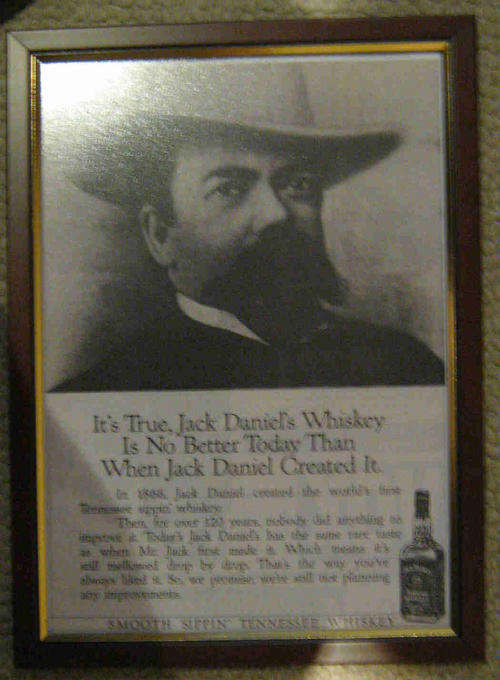 It's True, Jack Daniel's Whiskey
Is No Better Today Than
When Jack Daniel Created It.
In 1866, Jack Daniel created the world's first
Tennessee sippin' whiskey.
Then, for over 120 years, nobody did anything to
improve it. Today's Jack Daniel's has the same rare taste
as when Mr. Jack first made it. Which means it's
still mellowed drop by drop. That's the way you've
always liked it. So, we promise, we're still not planning
any improvements.
SMOOTH SIPPIN' TENNESSEE WHISKEY